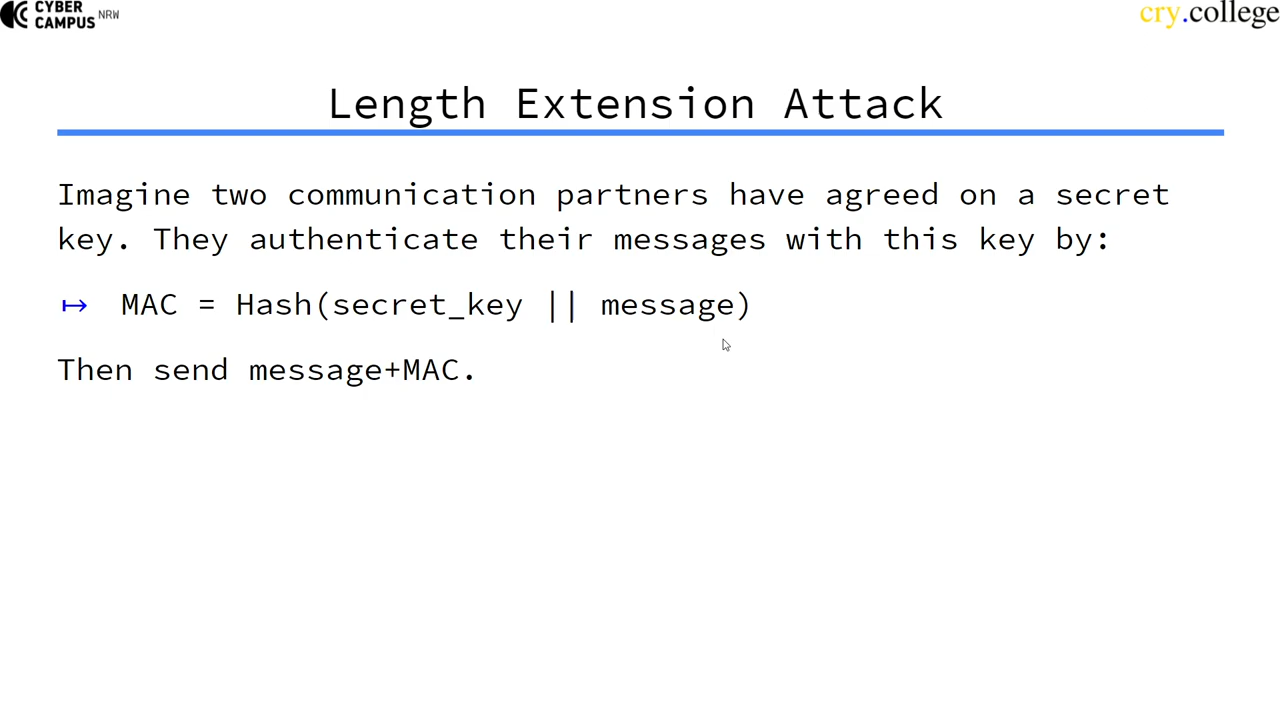 CYBER
CAMPUS NRW
cry.college
Length Extension Attack
Imagine two communication partners have agreed on a secret
key. They authenticate their messages with this key by:
↦ MAC = Hash(secret_key || message)
Then send message+MAC.